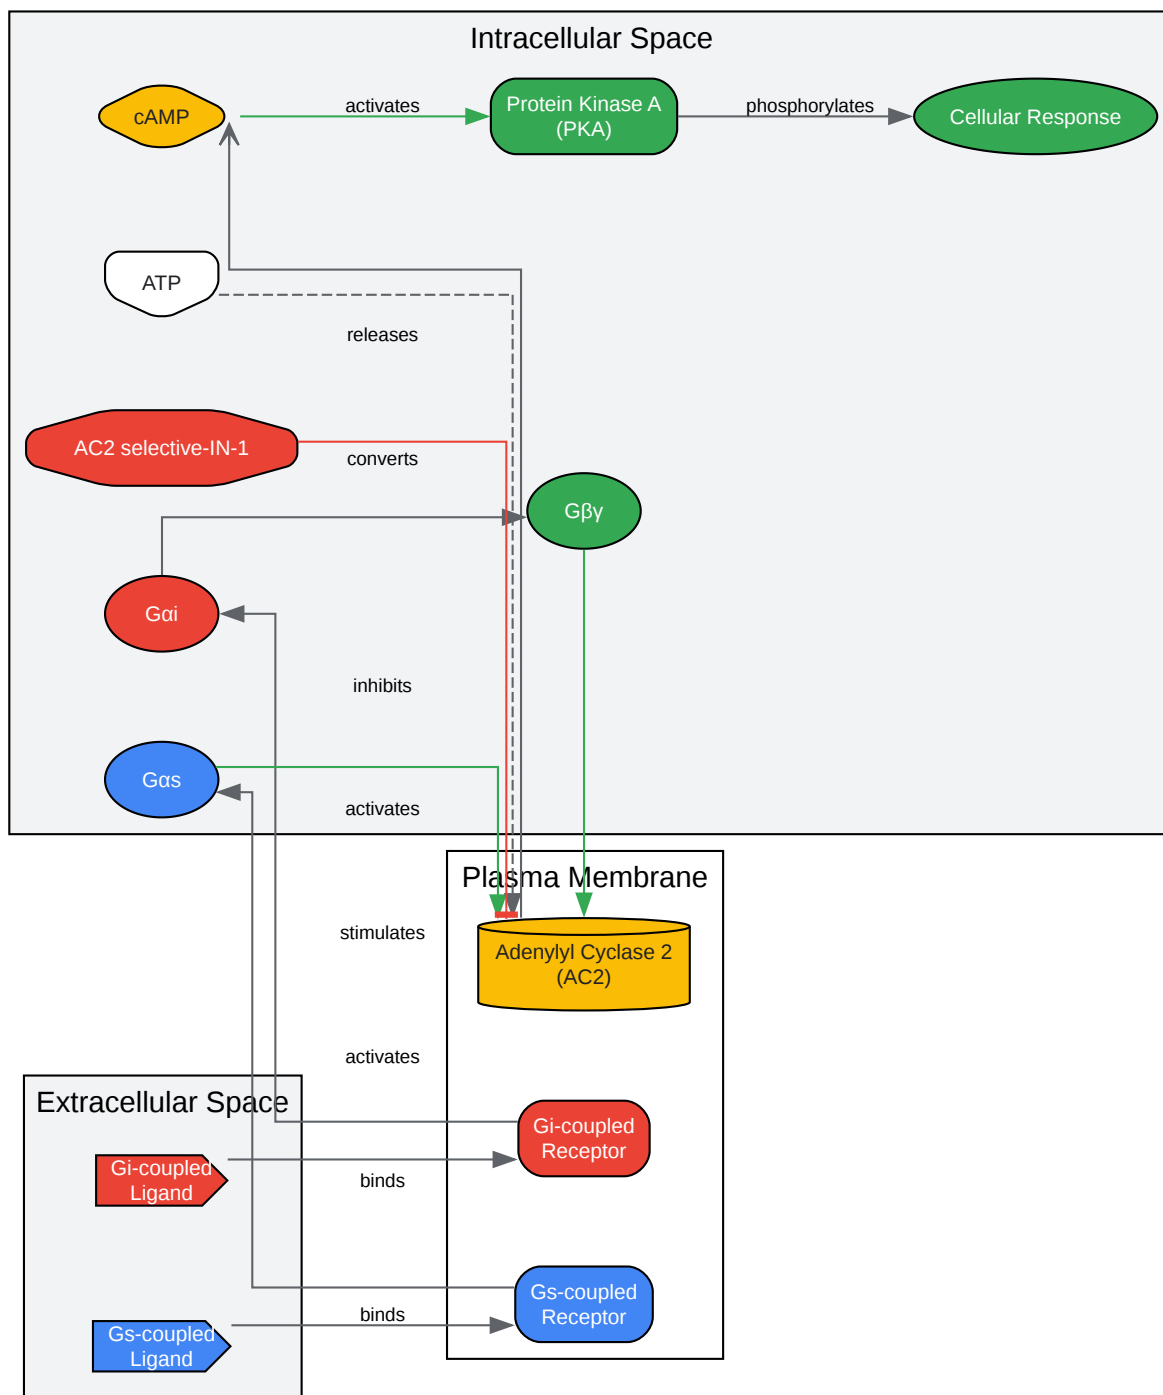 Intracellular Space
cAMP
activates
Protein Kinase A
(PKA)
phosphorylates
Cellular Response
ATP
releases
AC2 selective-IN-1
converts
Gβγ
Gαi
inhibits
Gαs
activates
Plasma Membrane
stimulates
Adenylyl Cyclase 2
(AC2)
activates
Extracellular Space
Gi-coupled
Receptor
Gi-coupled
Ligand
binds
Gs-coupled
Receptor
Gs-coupled
Ligand
binds